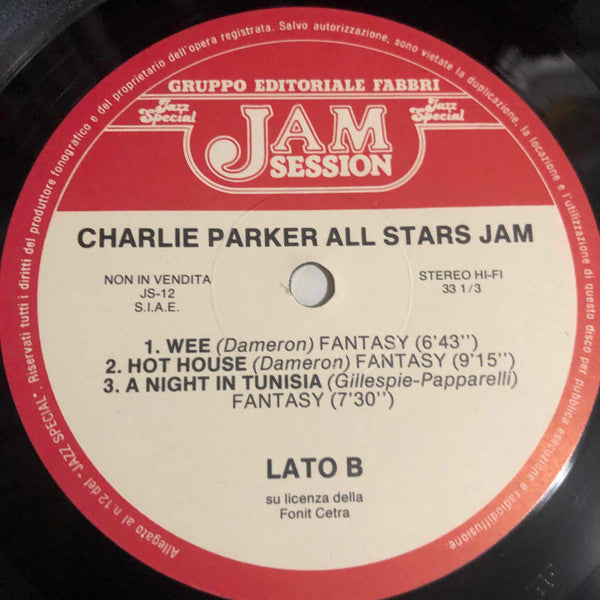 Allegato al n.12 del "JAZZ SPECIAL". Riservati tutti i diritti del produttore fonografico e del proprietario dell'opera registrata. Salvo autorizzazione, sono vietate la duplicazione, la locazione e l'utilizzazione di questo disco per pubblica esecuzione e radiodiffusione.
GRUPPO EDITORIALE FABBRI
Jazz Special
Jazz Special
JAM
SESSION
CHARLIE PARKER ALL STARS JAM
NON IN VENDITA
JS-12
S.I.A.E.
STEREO HI-FI
33 1/3
1. WEE (Dameron) FANTASY (6'43'')
2. HOT HOUSE (Dameron) FANTASY (9'15'')
3. A NIGHT IN TUNISIA (Gillespie-Papparelli)
FANTASY (7'30'')
LATO B
su licenza della
Fonit Cetra